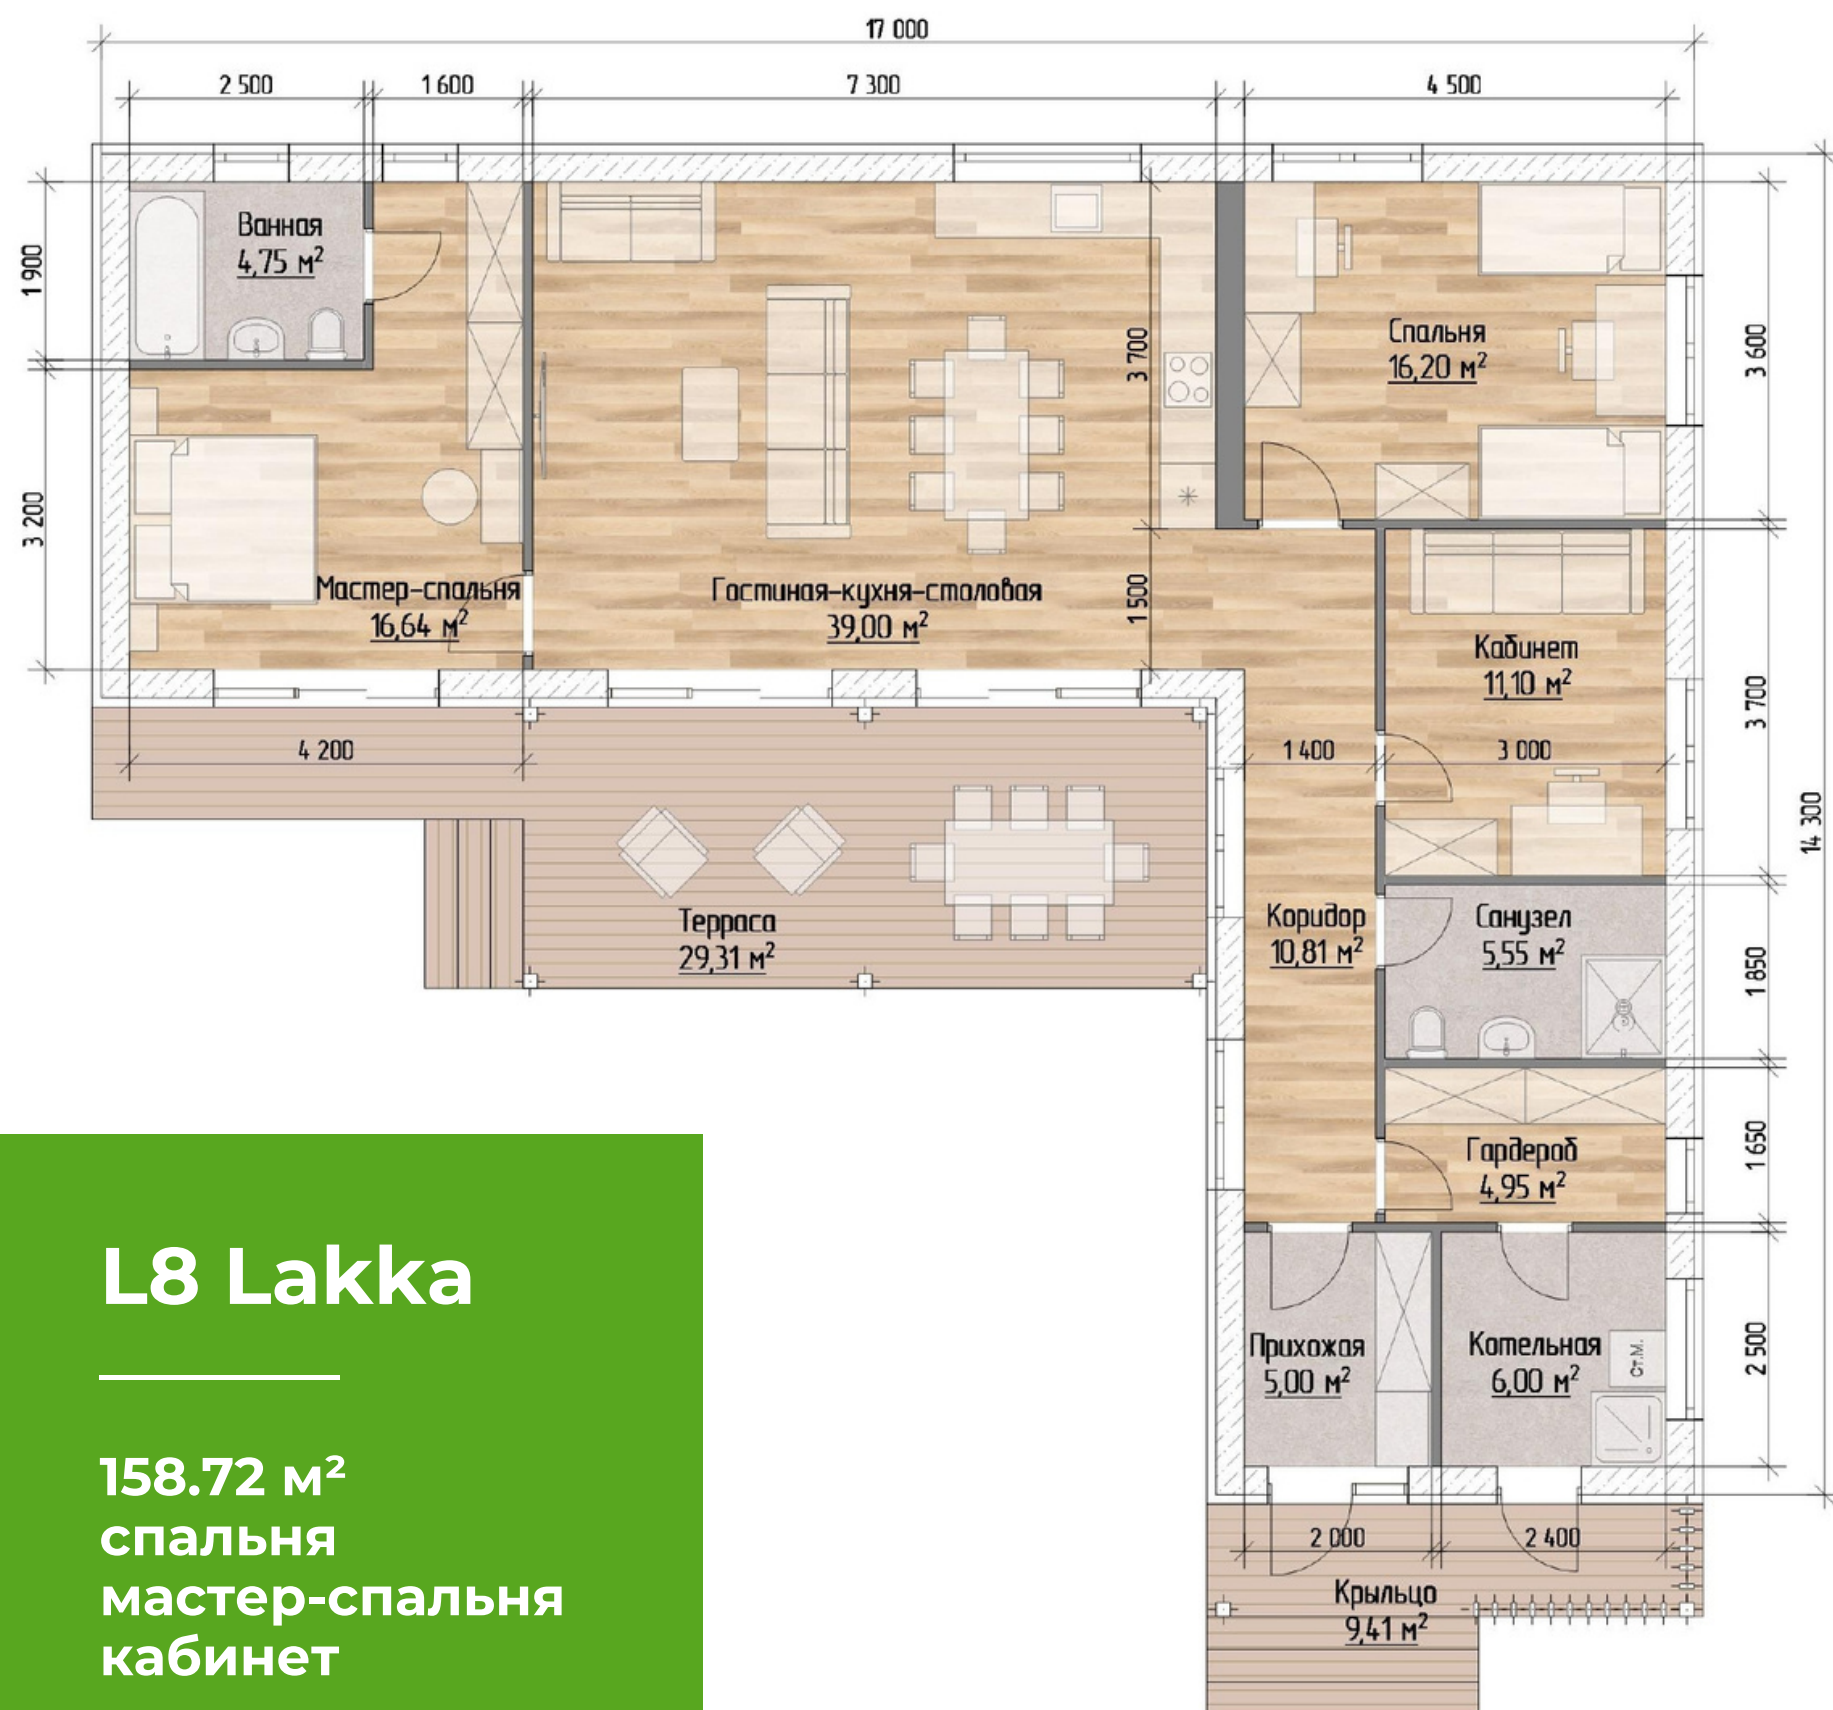 17 000
2 500
1 600
7 300
4 500
1 900
3 200
Ванная
4,75 м²
Мастер-спальня
16,64 м²
Гостиная-кухня-столовая
39,00 м²
3 700
1 500
Спальня
16,20 м²
3 600
Кабинет
11,10 м²
3 700
14 300
4 200
1 400
3 000
Терраса
29,31 м²
Коридор
10,81 м²
Санузел
5,55 м²
1 850
Гардероб
4,95 м²
1 650
Прихожая
5,00 м²
Котельная
6,00 м²
Ст.М.
2 500
2 000
2 400
Крыльцо
9,41 м²
L8 Lakka
158.72 м²
спальня
мастер-спальня
кабинет